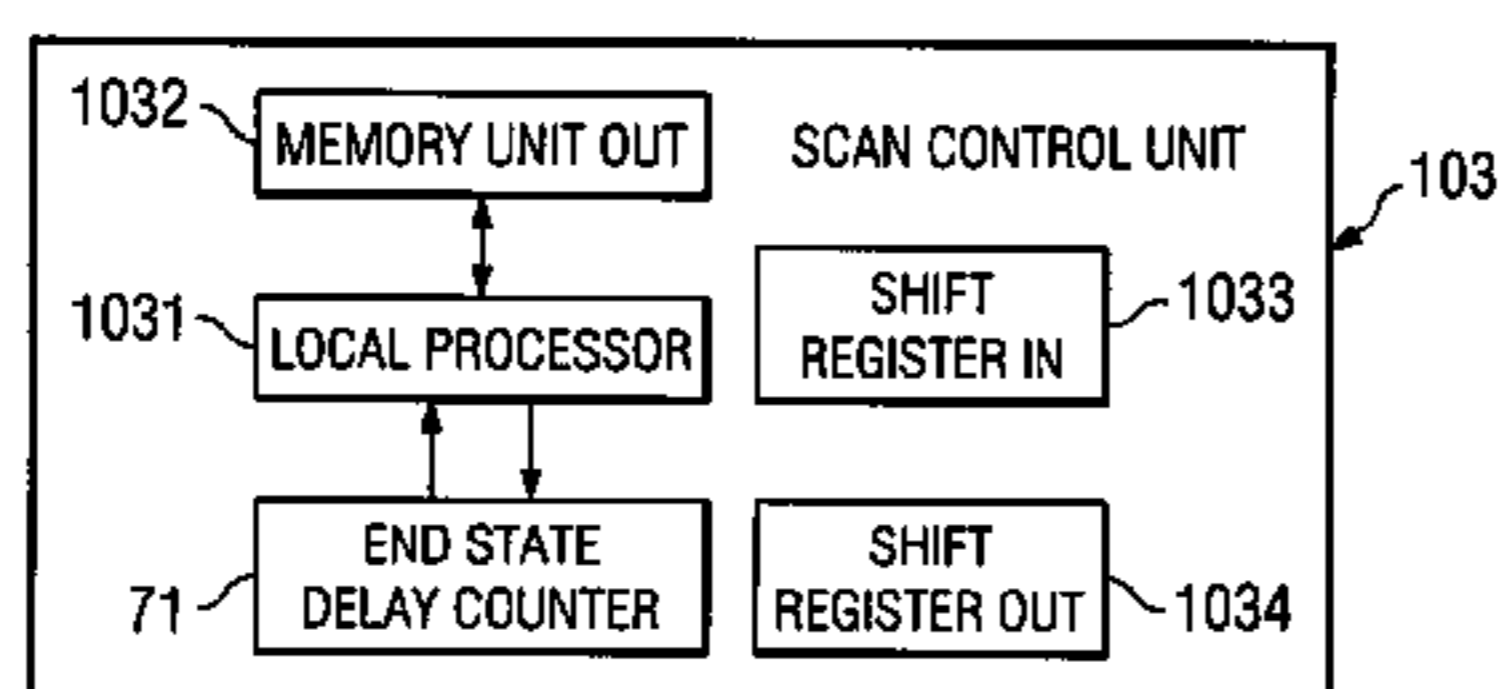 1032
MEMORY UNIT OUT
SCAN CONTROL UNIT
103
1031
LOCAL PROCESSOR
SHIFT
REGISTER IN
1033
71
END STATE
DELAY COUNTER
SHIFT
REGISTER OUT
1034